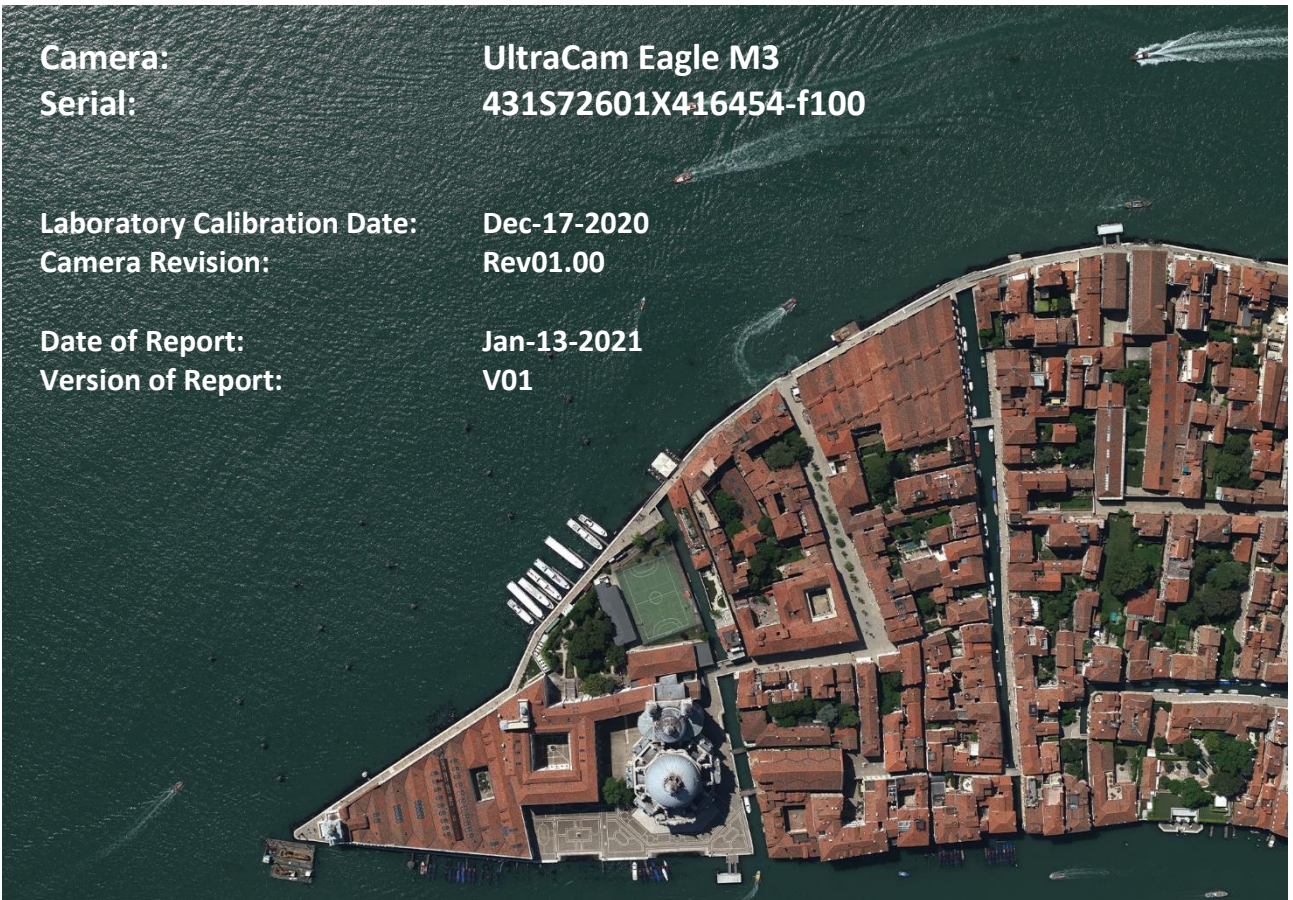 Camera: UltraCam Eagle M3
Serial: 431S72601X416454-f100
Laboratory Calibration Date: Dec-17-2020
Camera Revision: Rev01.00
Date of Report: Jan-13-2021
Version of Report: V01